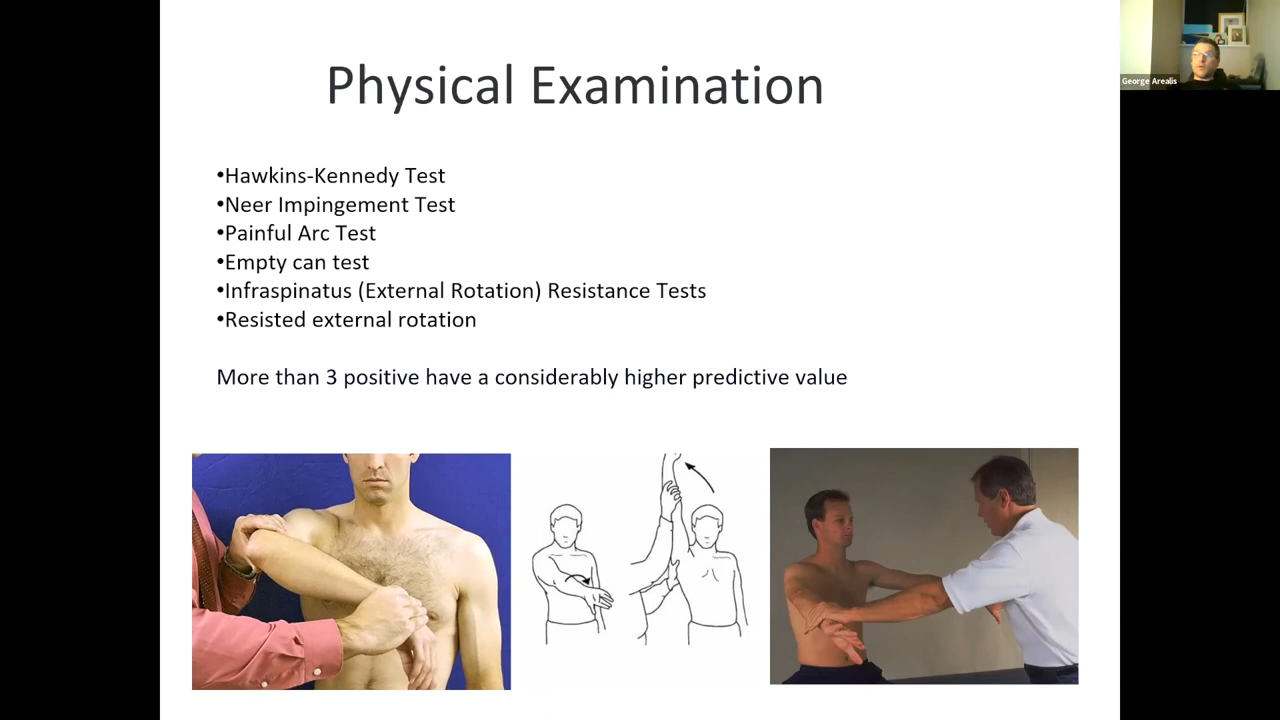 Physical Examination
•Hawkins-Kennedy Test
•Neer Impingement Test
•Painful Arc Test
•Empty can test
•Infraspinatus (External Rotation) Resistance Tests
•Resisted external rotation
More than 3 positive have a considerably higher predictive value
George Arealis